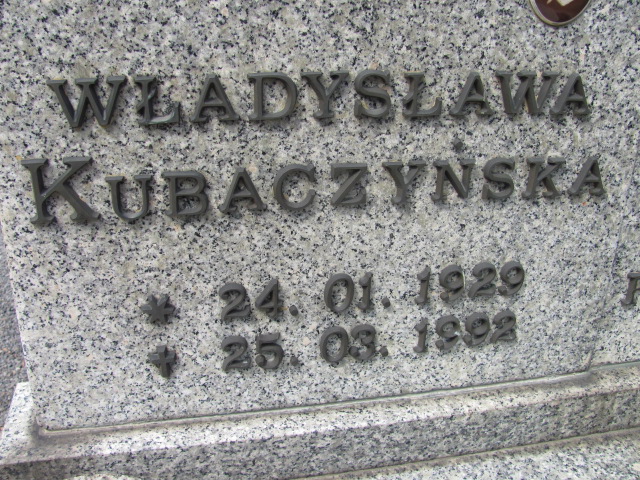 WŁADYSŁAWA
KUBACZYŃSKA
* 24. 01. 1929
+ 25. 03. 1992